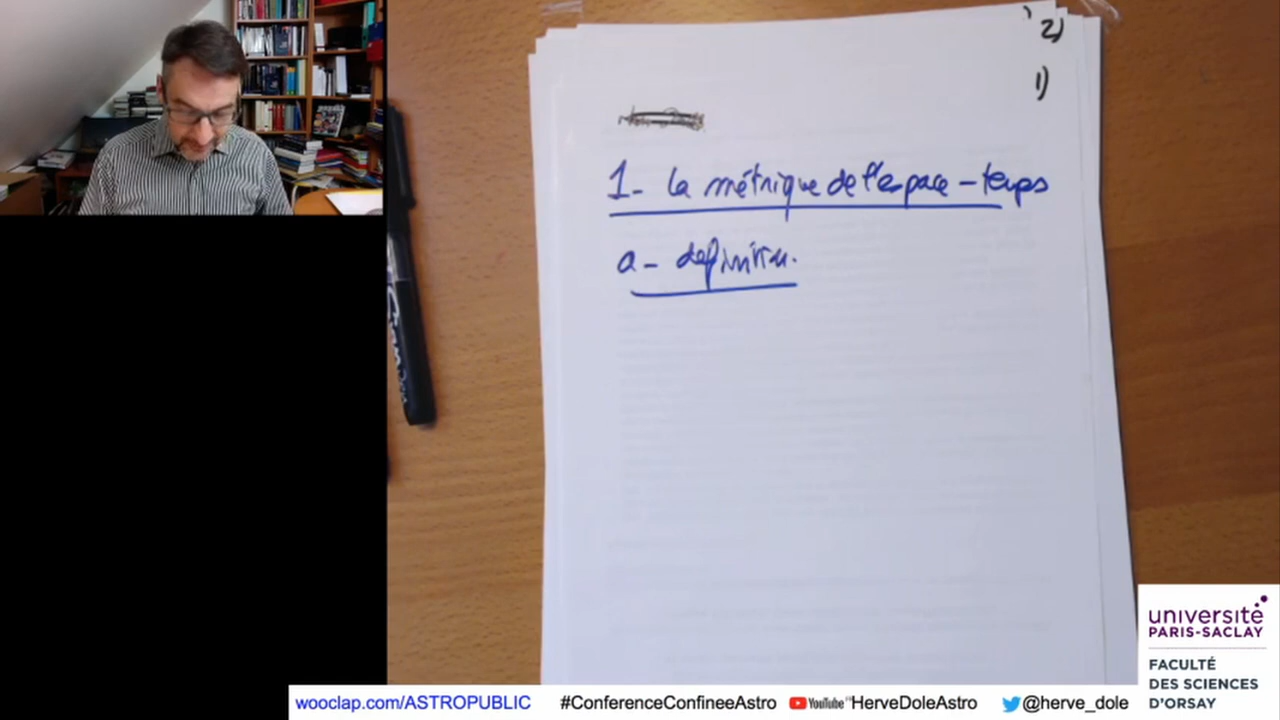 2)
1)
1- la métrique de l'espace-temps
a- définition.
université
PARIS-SACLAY
FACULTÉ
DES SCIENCES
D'ORSAY
wooclap.com/ASTROPUBLIC #ConferenceConfineeAstro YouTube HerveDoleAstro @herve_dole